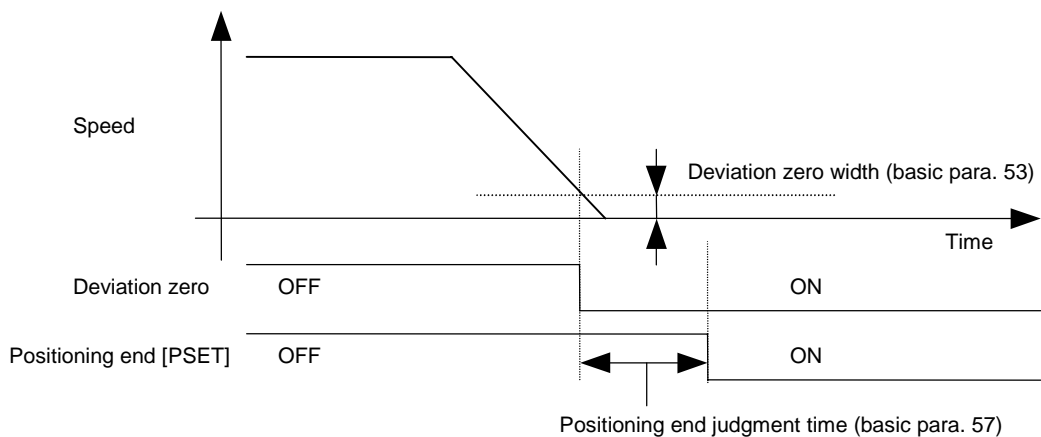 Speed
Deviation zero width (basic para. 53)
Time
Deviation zero OFF ON
Positioning end [PSET] OFF ON
Positioning end judgment time (basic para. 57)